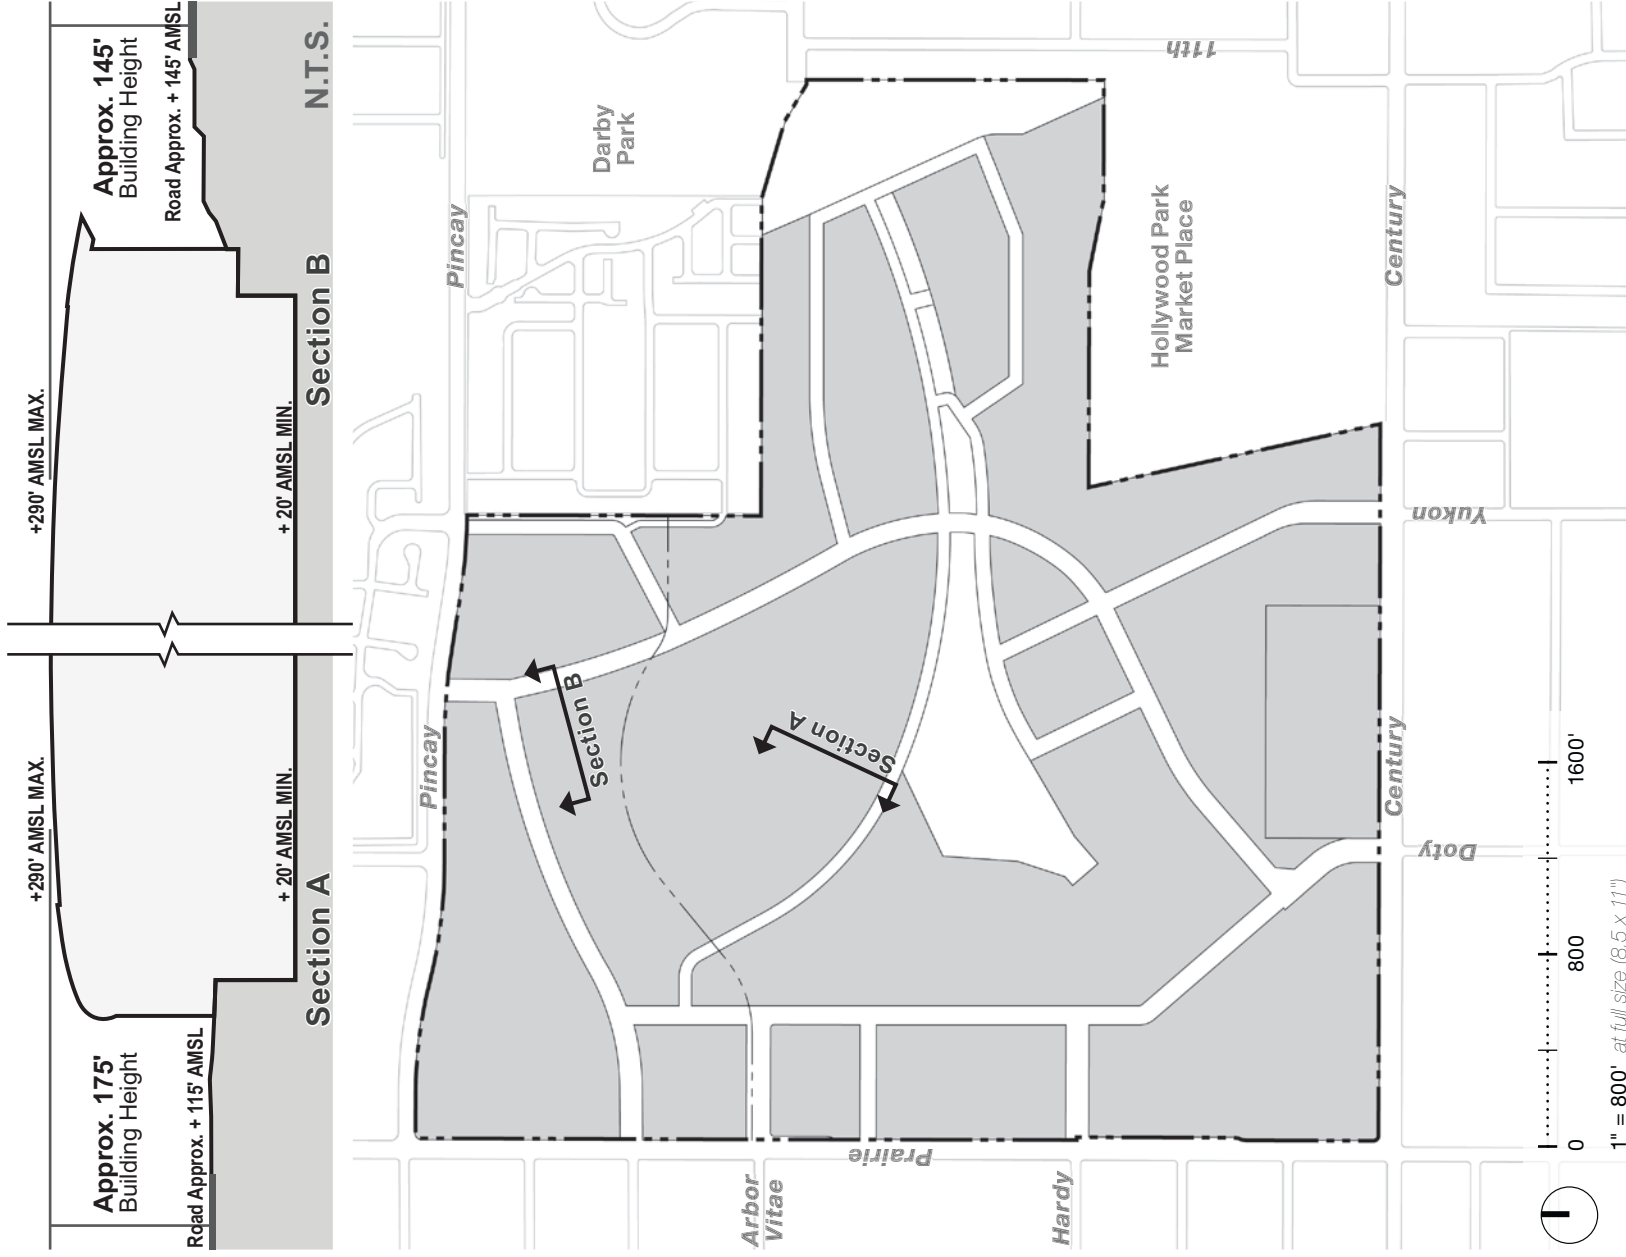 Approx. 175'
Building Height
Road Approx. + 115' AMSL
+290' AMSL MAX.
+ 20' AMSL MIN.
Section A
+290' AMSL MAX.
+ 20' AMSL MIN.
Section B
Approx. 145'
Building Height
Road Approx. + 145' AMSL
N.T.S.
Pincay
Pincay
Darby
Park
11th
Hollywood Park
Market Place
Century
Century
Yukon
Doty
Prairie
Arbor
Vitae
Hardy
Section B
Section A
0
800
1600'
1" = 800' at full size (8.5 x 11")